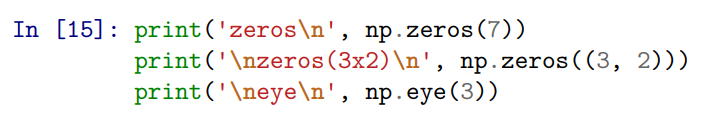 In [15]: print('zeros\n', np.zeros(7))
print('\nzeros(3x2)\n', np.zeros((3, 2)))
print('\neye\n', np.eye(3))